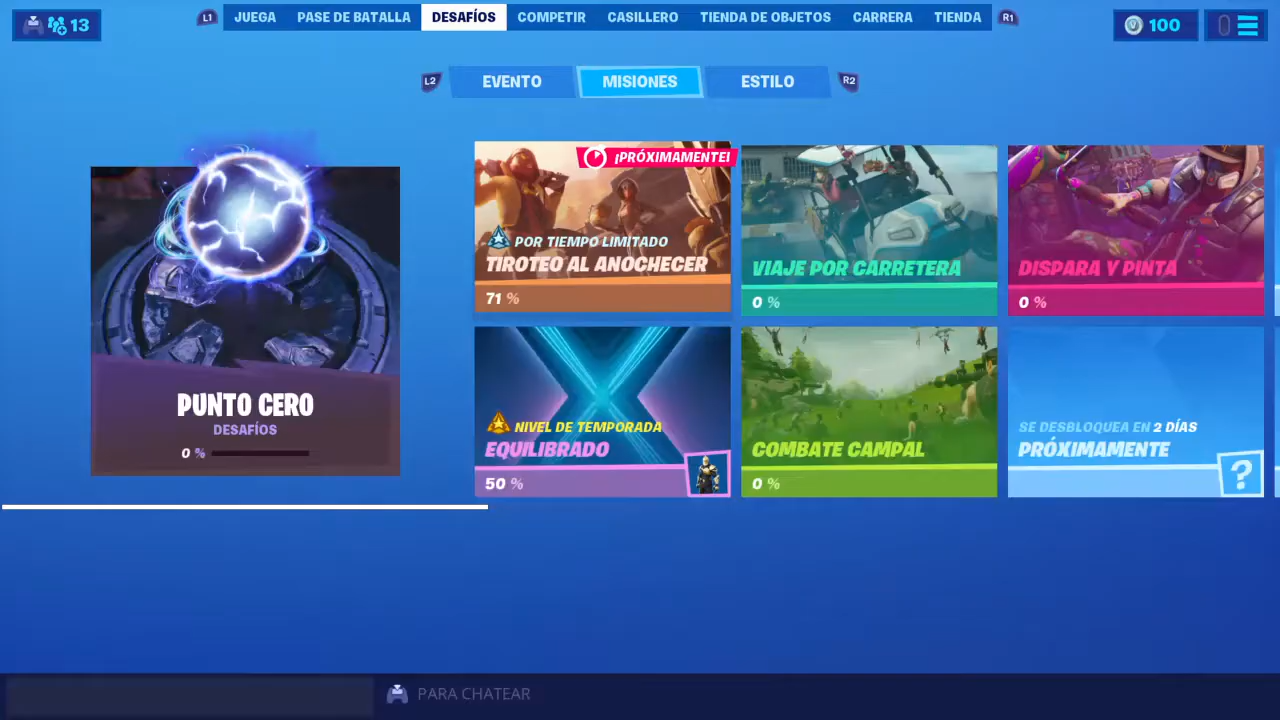 13
L1
JUEGA
PASE DE BATALLA
DESAFÍOS
COMPETIR
CASILLERO
TIENDA DE OBJETOS
CARRERA
TIENDA
R1
100
L2
EVENTO
MISIONES
ESTILO
R2
PUNTO CERO
DESAFÍOS
0 %
¡PRÓXIMAMENTE!
POR TIEMPO LIMITADO
TIROTEO AL ANOCHECER
71 %
VIAJE POR CARRETERA
0 %
DISPARA Y PINTA
0 %
NIVEL DE TEMPORADA
EQUILIBRADO
50 %
COMBATE CAMPAL
0 %
SE DESBLOQUEA EN 2 DÍAS
PRÓXIMAMENTE
?
PARA CHATEAR